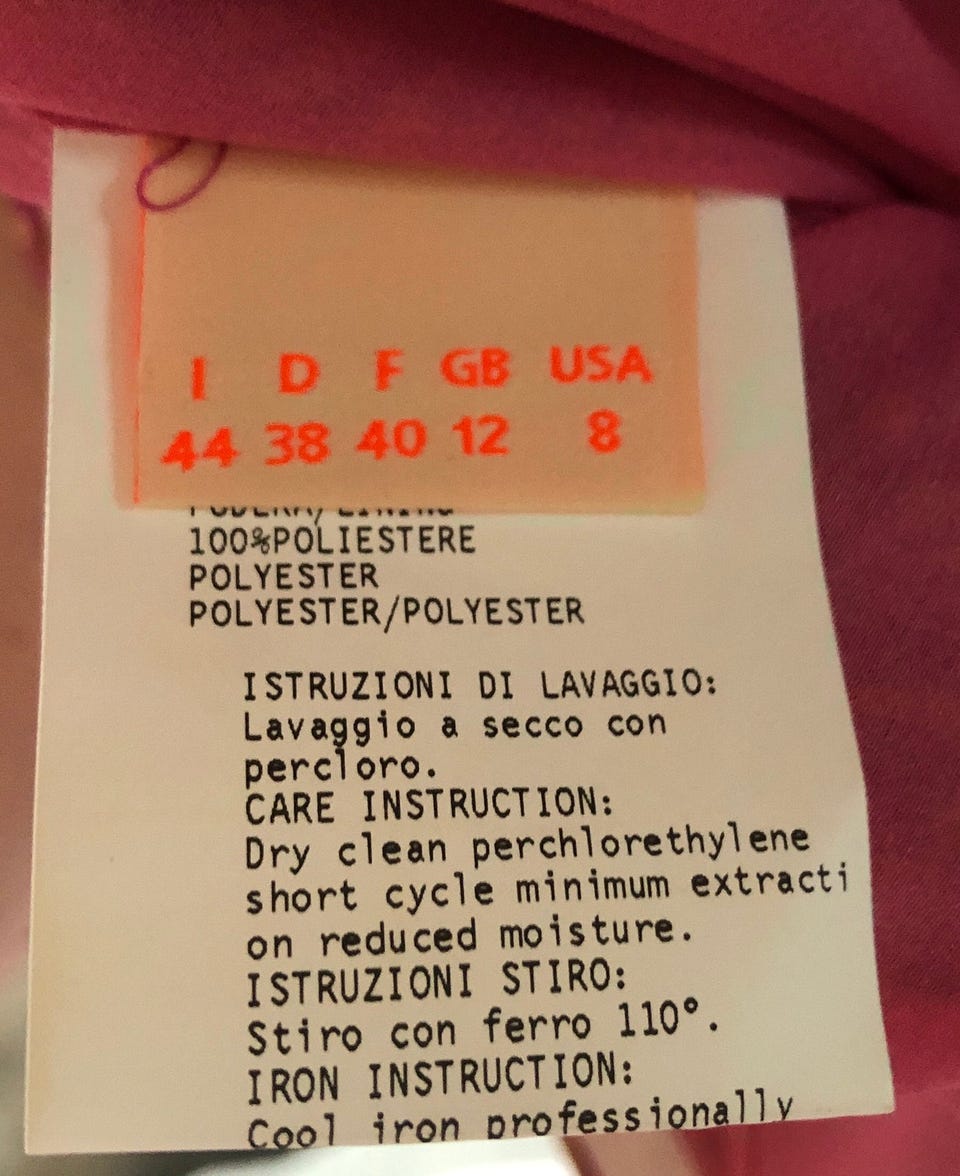 I D F GB USA
44 38 40 12 8
FODERA/LINING
100%POLIESTERE
POLYESTER
POLYESTER/POLYESTER
ISTRUZIONI DI LAVAGGIO:
Lavaggio a secco con
percloro.
CARE INSTRUCTION:
Dry clean perchlorethylene
short cycle minimum extracti
on reduced moisture.
ISTRUZIONI STIRO:
Stiro con ferro 110°.
IRON INSTRUCTION:
Cool iron professionally